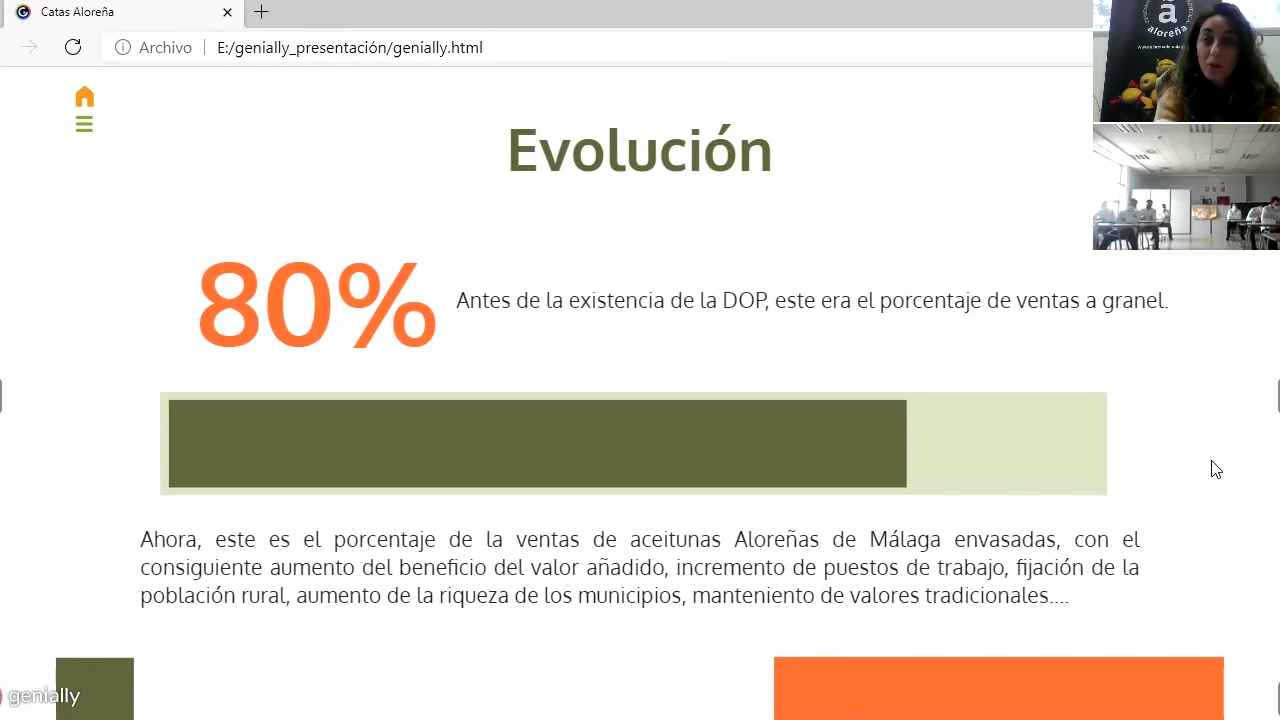 Catas Aloreña
Archivo
E:/genially_presentación/genially.html
a
aloreña
Evolución
80%
Antes de la existencia de la DOP, este era el porcentaje de ventas a granel.
Ahora, este es el porcentaje de la ventas de aceitunas Aloreñas de Málaga envasadas, con el
consiguiente aumento del beneficio del valor añadido, incremento de puestos de trabajo, fijación de la
población rural, aumento de la riqueza de los municipios, manteniento de valores tradicionales....
genially